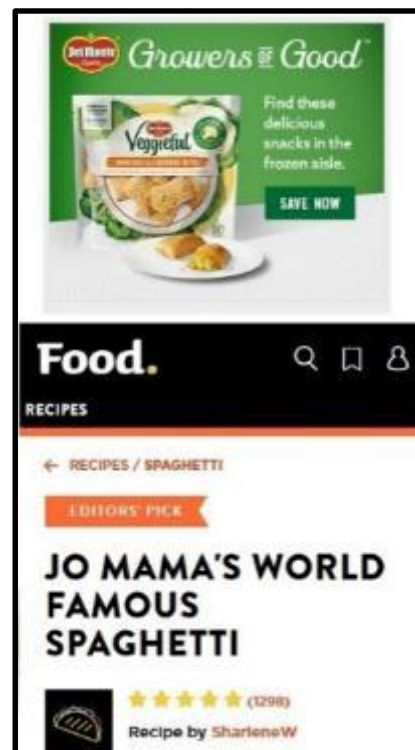 Del Monte
Growers of Good™
Find these
delicious
snacks in the
frozen aisle.
SAVE NOW
Veggieful
Food.
RECIPES
← RECIPES / SPAGHETTI
EDITORS' PICK
JO MAMA'S WORLD
FAMOUS
SPAGHETTI
(1298)
Recipe by SharleneW